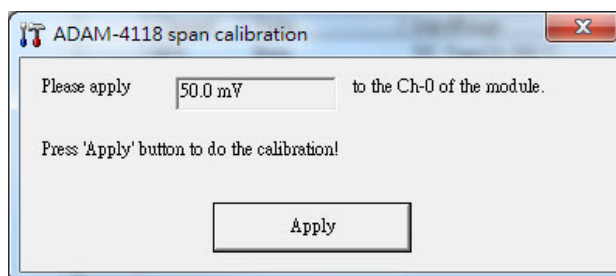 ADAM-4118 span calibration
Please apply 50.0 mV to the Ch-0 of the module.
Press 'Apply' button to do the calibration!
Apply